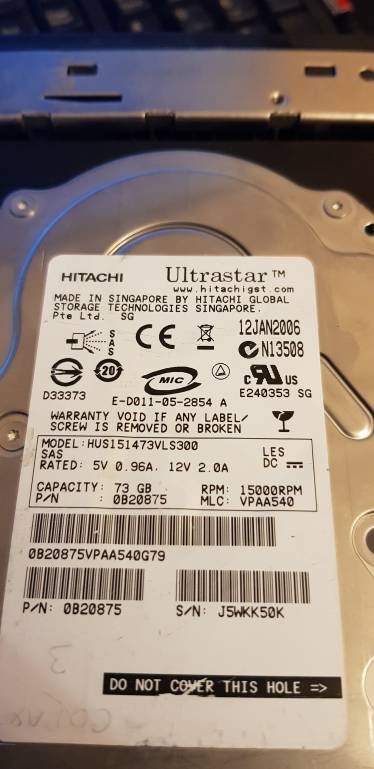 HITACHI Ultrastar™
www.hitachigst.com
MADE IN SINGAPORE BY HITACHI GLOBAL
STORAGE TECHNOLOGIES SINGAPORE.
Pte Ltd. SG
12JAN2006
SAS
CE
N13508
D33373
20
MIC
E-D011-05-2854 A
c RU US
E240353 SG
WARRANTY VOID IF ANY LABEL/
SCREW IS REMOVED OR BROKEN
MODEL:HUS151473VLS300
SAS
RATED: 5V 0.96A, 12V 2.0A
LES
DC
CAPACITY: 73 GB RPM: 15000RPM
P/N : 0B20875 MLC: VPAA540
0B20875VPAA540G79
P/N: 0B20875 S/N: J5WKK50K
3
DO NOT COVER THIS HOLE =>